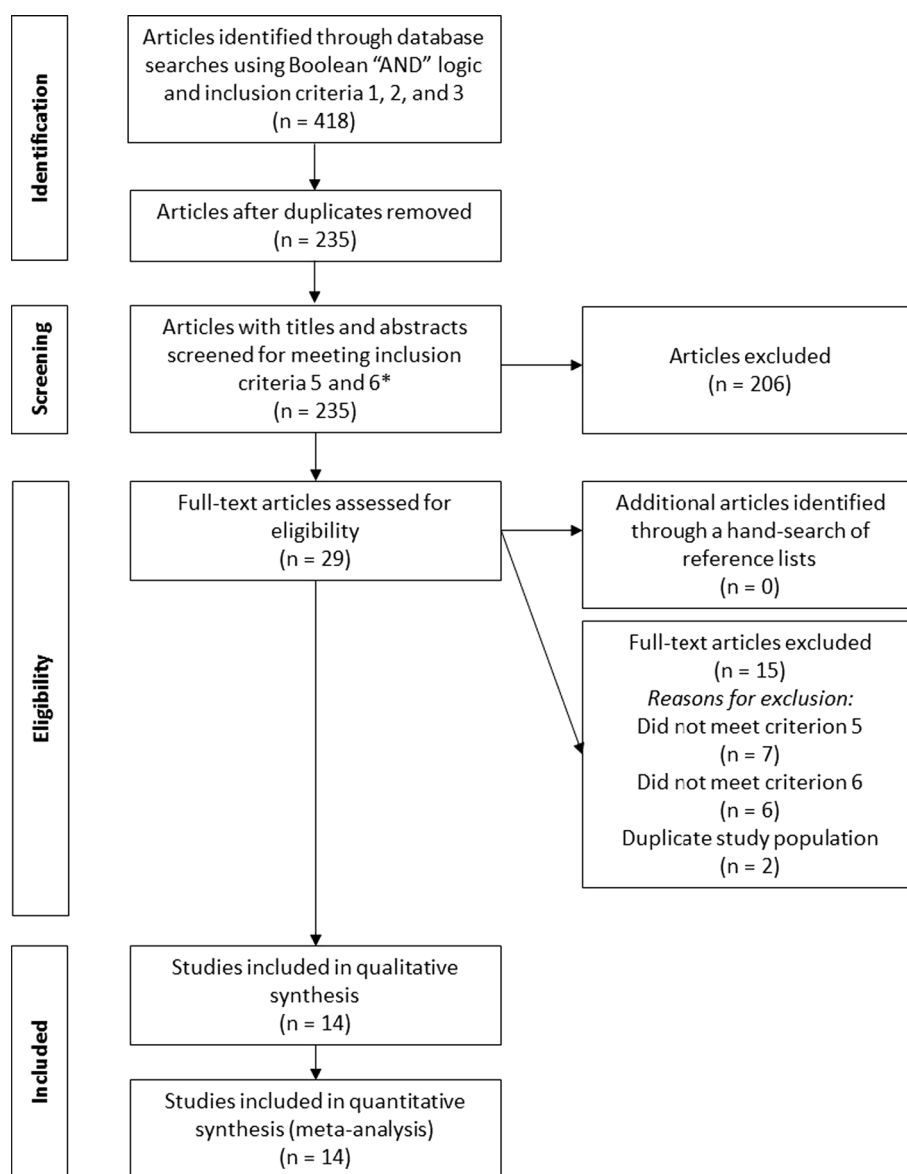 Identification
Articles identified through database
searches using Boolean “AND” logic
and inclusion criteria 1, 2, and 3
(n = 418)
Articles after duplicates removed
(n = 235)
Screening
Articles with titles and abstracts
screened for meeting inclusion
criteria 5 and 6*
(n = 235)
Articles excluded
(n = 206)
Eligibility
Full-text articles assessed for
eligibility
(n = 29)
Additional articles identified
through a hand-search of
reference lists
(n = 0)
Full-text articles excluded
(n = 15)
Reasons for exclusion:
Did not meet criterion 5
(n = 7)
Did not meet criterion 6
(n = 6)
Duplicate study population
(n = 2)
Included
Studies included in qualitative
synthesis
(n = 14)
Studies included in quantitative
synthesis (meta-analysis)
(n = 14)